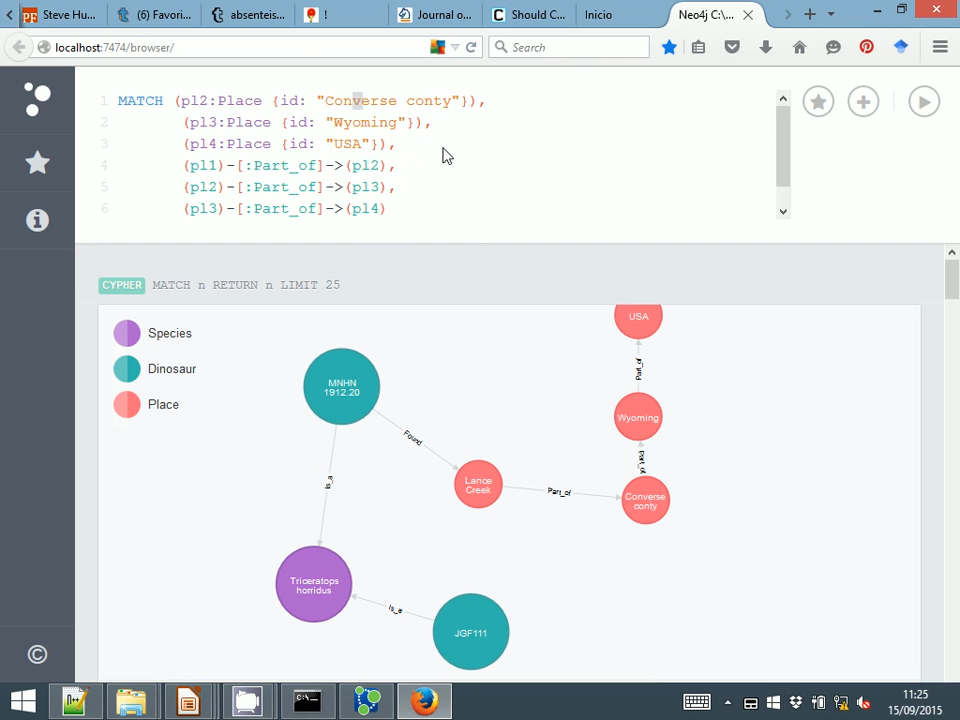 PF Steve Hu...
(6) Favori...
absenteis...
!
Journal o...
C Should C...
Inicio
Neo4j C:\...
localhost:7474/browser/
Search
1 MATCH (pl2:Place {id: "Converse conty"}),
2 (pl3:Place {id: "Wyoming"}),
3 (pl4:Place {id: "USA"}),
4 (pl1)-[:Part_of]->(pl2),
5 (pl2)-[:Part_of]->(pl3),
6 (pl3)-[:Part_of]->(pl4)
CYPHER MATCH n RETURN n LIMIT 25
Species
Dinosaur
Place
USA
Part_of
Wyoming
Part_of
Converse
conty
MNHN
1912.20
Found
Lance
Creek
Part_of
Is_a
Triceratops
horridus
Is_a
JGF111
C:\.
11:25
15/09/2015